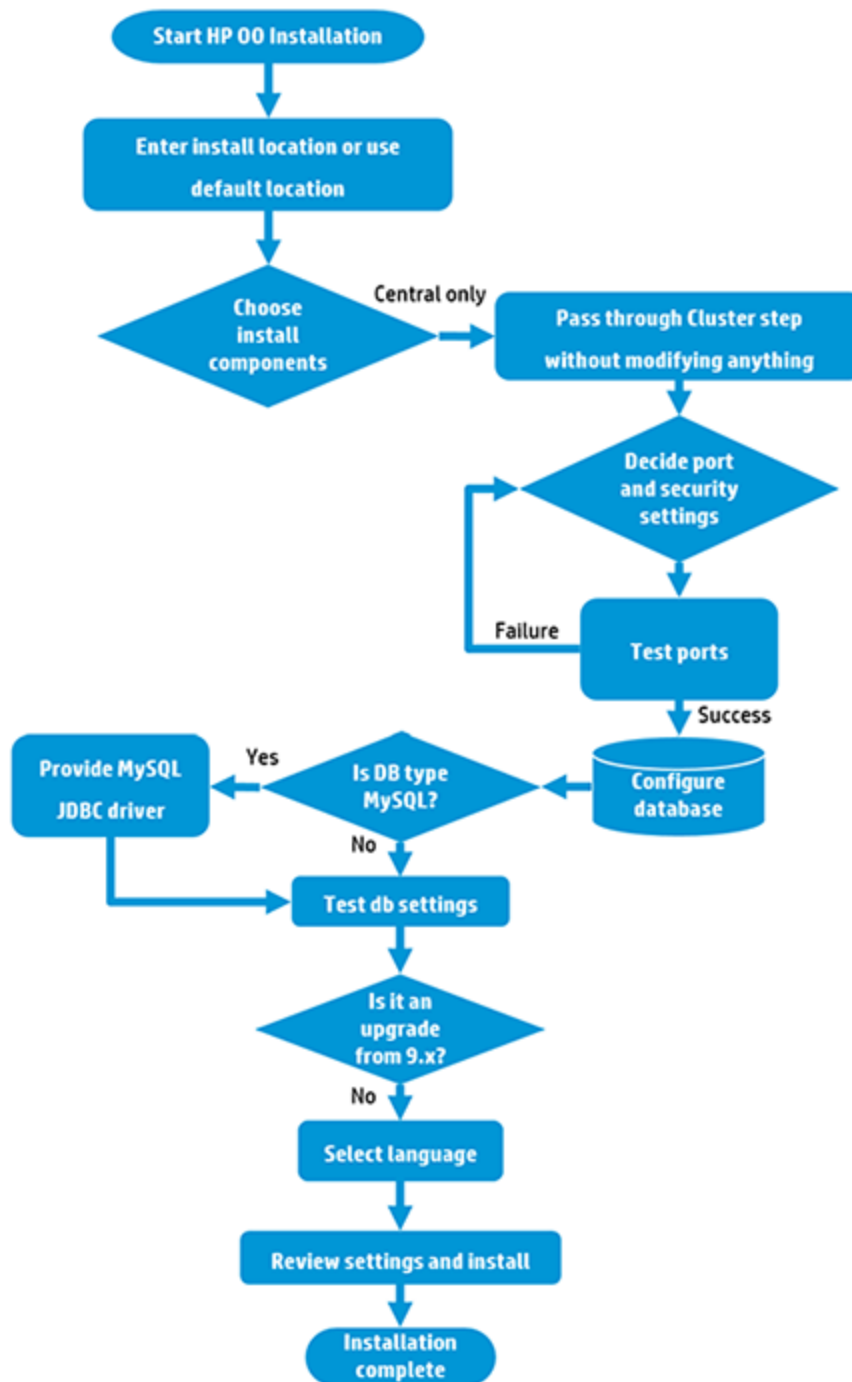 Start HP OO Installation
Enter install location or use
default location
Choose
install
components
Central only
Pass through Cluster step
without modifying anything
Decide port
and security
settings
Failure
Test ports
Success
Configure
database
Is DB type
MySQL?
Yes
Provide MySQL
JDBC driver
No
Test db settings
Is it an
upgrade
from 9.x?
No
Select language
Review settings and install
Installation
complete